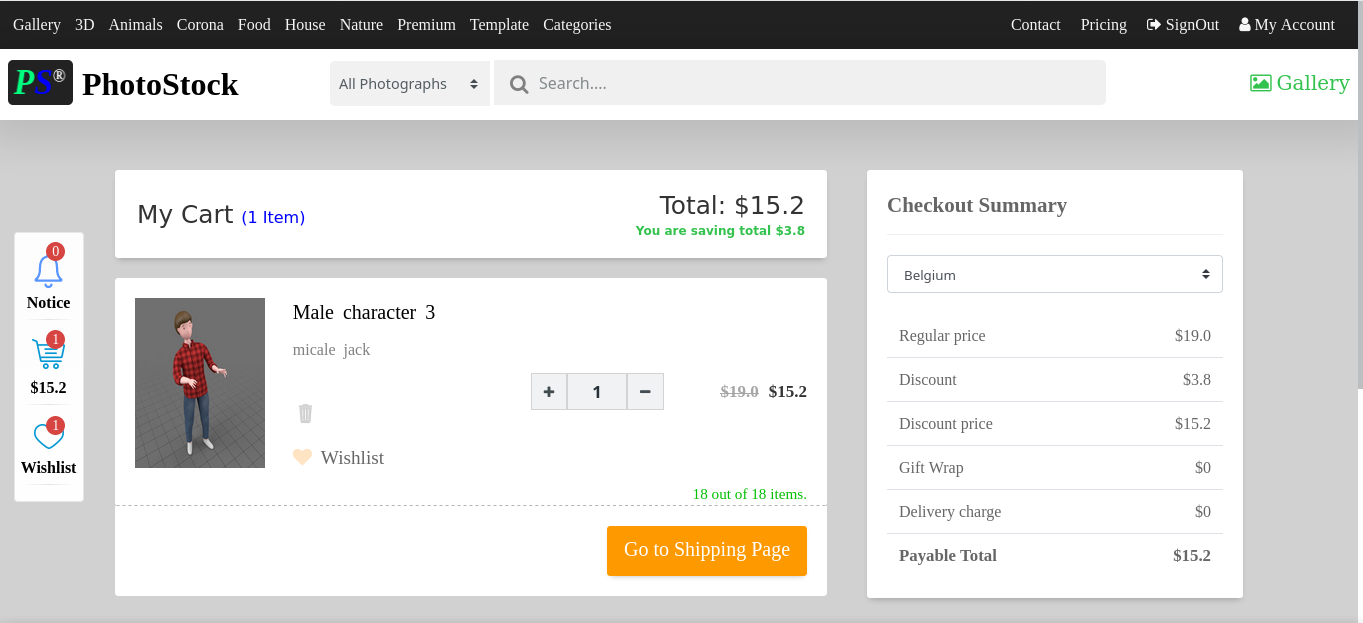 Gallery 3D Animals Corona Food House Nature Premium Template Categories Contact Pricing SignOut My Account
PS® PhotoStock All Photographs Search.... Gallery
My Cart (1 Item)
Total: $15.2
You are saving total $3.8
0
Notice
1
$15.2
1
Wishlist
Male character 3
micale jack
1
$19.0 $15.2
Wishlist
18 out of 18 items.
Go to Shipping Page
Checkout Summary
Belgium
Regular price $19.0
Discount $3.8
Discount price $15.2
Gift Wrap $0
Delivery charge $0
Payable Total $15.2